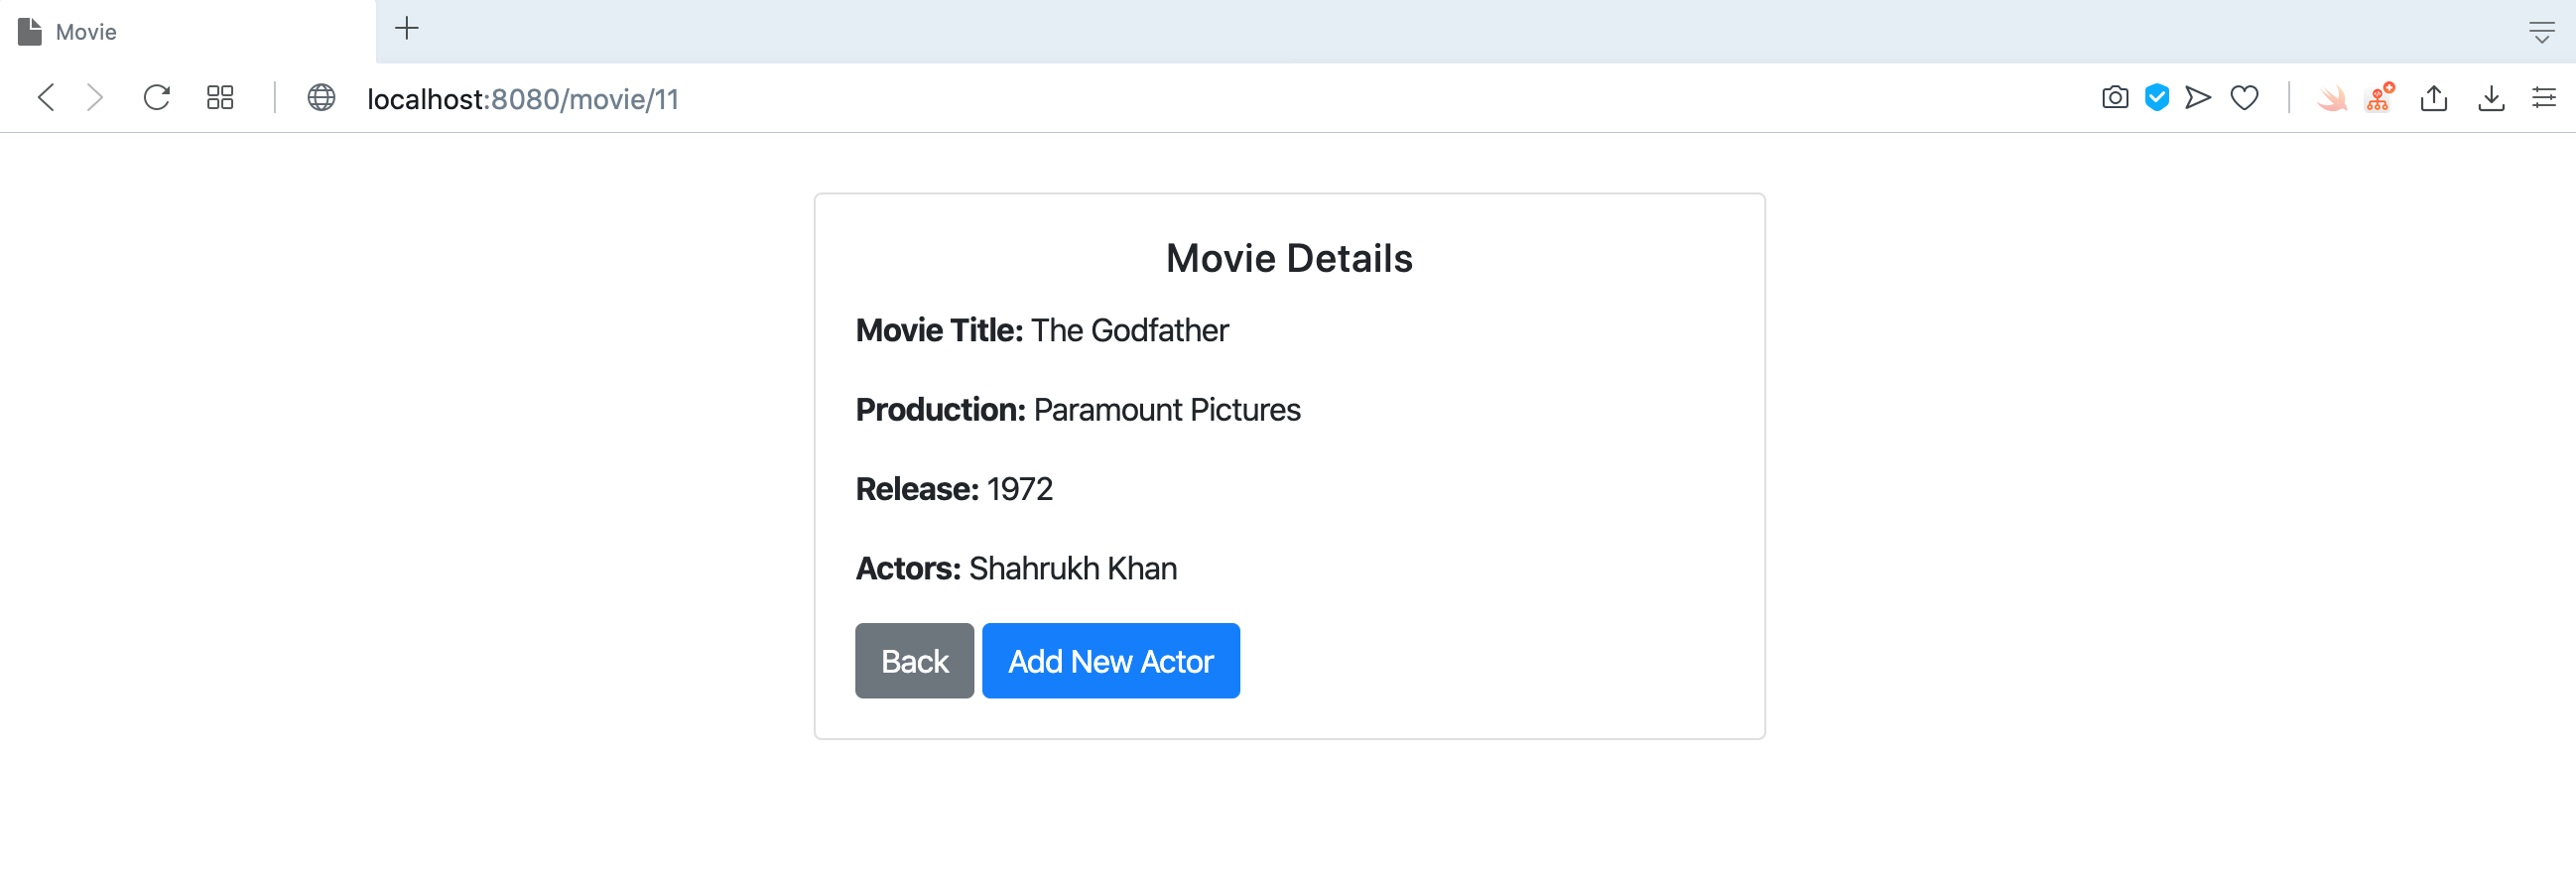 Movie
localhost:8080/movie/11
Movie Details
Movie Title: The Godfather
Production: Paramount Pictures
Release: 1972
Actors: Shahrukh Khan
Back Add New Actor